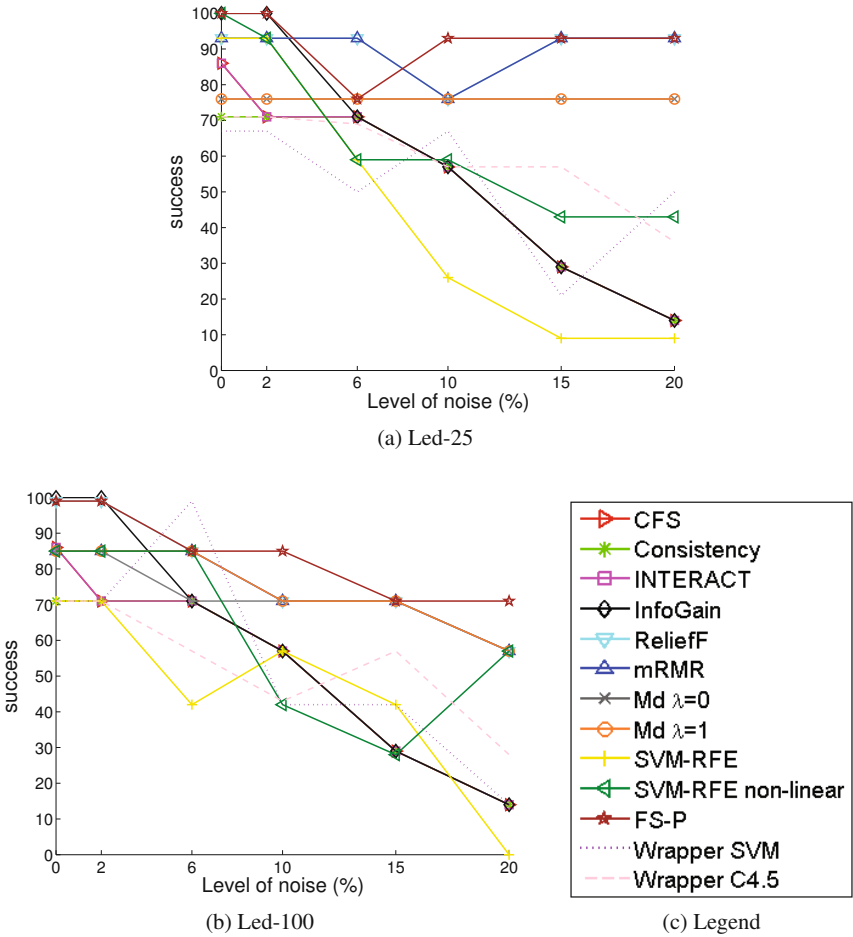 100
90
80
70
60
50
40
30
20
10
0
success
0 2 6 10 15 20
Level of noise (%)
(a) Led-25
100
90
80
70
60
50
40
30
20
10
0
success
0 2 6 10 15 20
Level of noise (%)
(b) Led-100
CFS
Consistency
INTERACT
InfoGain
ReliefF
mRMR
Md λ=0
Md λ=1
SVM-RFE
SVM-RFE non-linear
FS-P
Wrapper SVM
Wrapper C4.5
(c) Legend